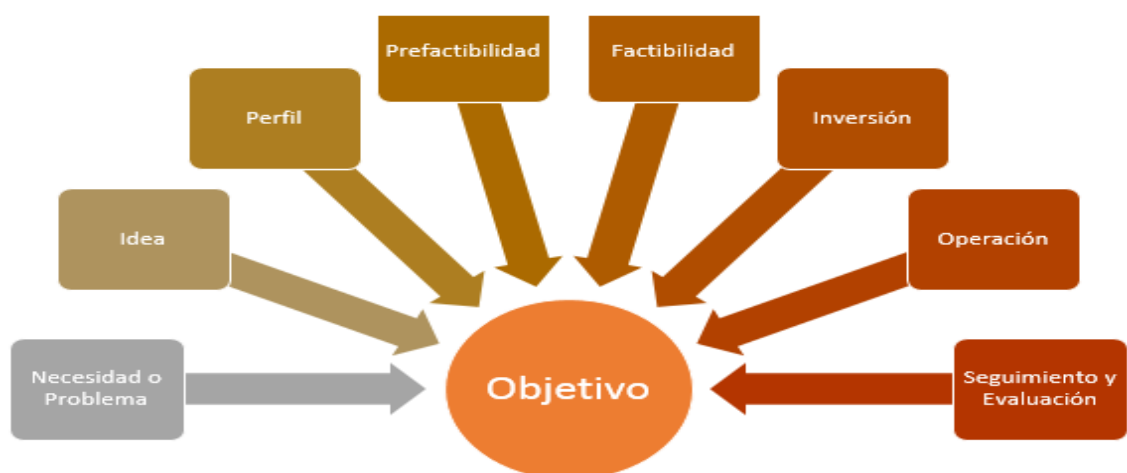 Prefactibilidad
Factibilidad
Perfil
Inversión
Idea
Operación
Necesidad o
Problema
Objetivo
Seguimiento y
Evaluación